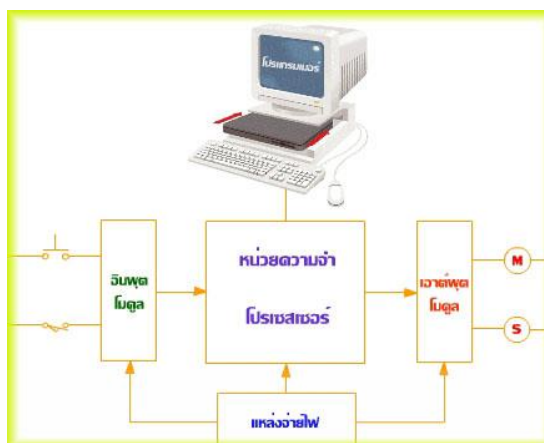 โปรแกรมเมอร์
อินพุต
โมดูล
หน่วยความจำ
โปรเซสเซอร์
เอาต์พุต
โมดูล
M
S
แหล่งจ่ายไฟ